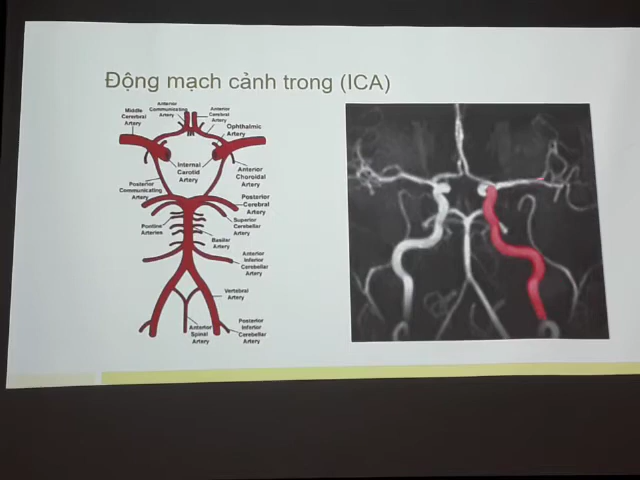 Động mạch cảnh trong (ICA)
Anterior
Communicating
Artery
Anterior
Cerebral
Artery
Middle
Cerebral
Artery
Ophthalmic
Artery
Internal
Carotid
Artery
Anterior
Choroidal
Artery
Posterior
Communicating
Artery
Posterior
Cerebral
Artery
Superior
Cerebellar
Artery
Pontine
Arteries
Basilar
Artery
Anterior
Inferior
Cerebellar
Artery
Vertebral
Artery
Anterior
Spinal
Artery
Posterior
Inferior
Cerebellar
Artery